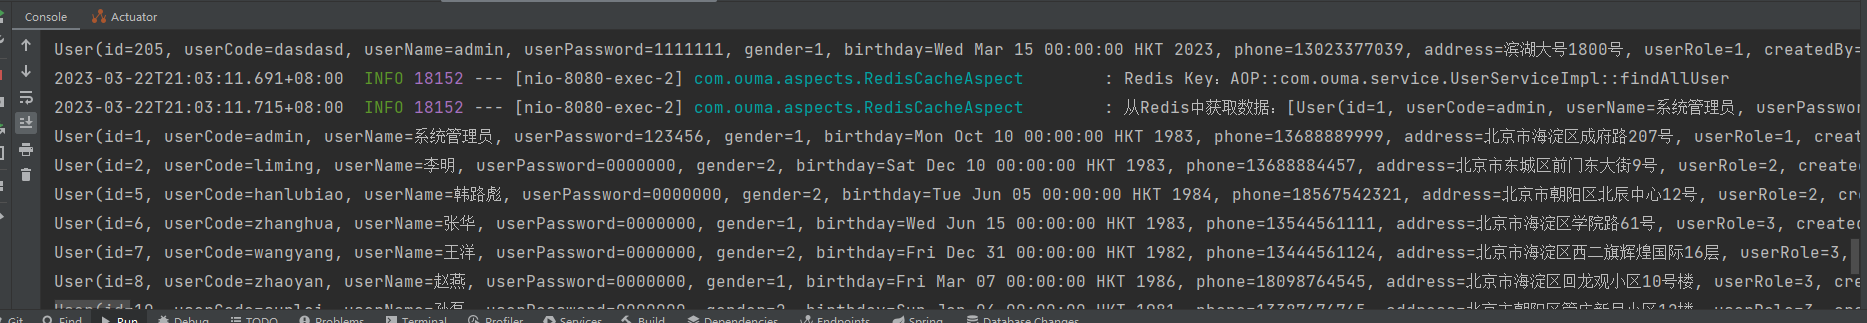 Console Actuator
User(id=205, userCode=dasdasd, userName=admin, userPassword=1111111, gender=1, birthday=Wed Mar 15 00:00:00 HKT 2023, phone=13023377039, address=滨湖大号1800号, userRole=1, createdBy=
2023-03-22T21:03:11.691+08:00  INFO 18152 --- [nio-8080-exec-2] com.ouma.aspects.RedisCacheAspect          : Redis Key：AOP::com.ouma.service.UserServiceImpl::findAllUser
2023-03-22T21:03:11.715+08:00  INFO 18152 --- [nio-8080-exec-2] com.ouma.aspects.RedisCacheAspect          : 从Redis中获取数据：[User(id=1, userCode=admin, userName=系统管理员, userPasswor
User(id=1, userCode=admin, userName=系统管理员, userPassword=123456, gender=1, birthday=Mon Oct 10 00:00:00 HKT 1983, phone=13688889999, address=北京市海淀区成府路207号, userRole=1, creat
User(id=2, userCode=liming, userName=李明, userPassword=0000000, gender=2, birthday=Sat Dec 10 00:00:00 HKT 1983, phone=13688884457, address=北京市东城区前门东大街9号, userRole=2, created
User(id=5, userCode=hanlubiao, userName=韩路彪, userPassword=0000000, gender=2, birthday=Tue Jun 05 00:00:00 HKT 1984, phone=18567542321, address=北京市朝阳区北辰中心12号, userRole=2, cre
User(id=6, userCode=zhanghua, userName=张华, userPassword=0000000, gender=1, birthday=Wed Jun 15 00:00:00 HKT 1983, phone=13544561111, address=北京市海淀区学院路61号, userRole=3, created
User(id=7, userCode=wangyang, userName=王洋, userPassword=0000000, gender=2, birthday=Fri Dec 31 00:00:00 HKT 1982, phone=13444561124, address=北京市海淀区西二旗辉煌国际16层, userRole=3,
User(id=8, userCode=zhaoyan, userName=赵燕, userPassword=0000000, gender=1, birthday=Fri Mar 07 00:00:00 HKT 1986, phone=18098764545, address=北京市海淀区回龙观小区10号楼, userRole=3, cr
Git Find Run Debug TODO Problems Terminal Profiler Services Build Dependencies Endpoints Spring Database Changes